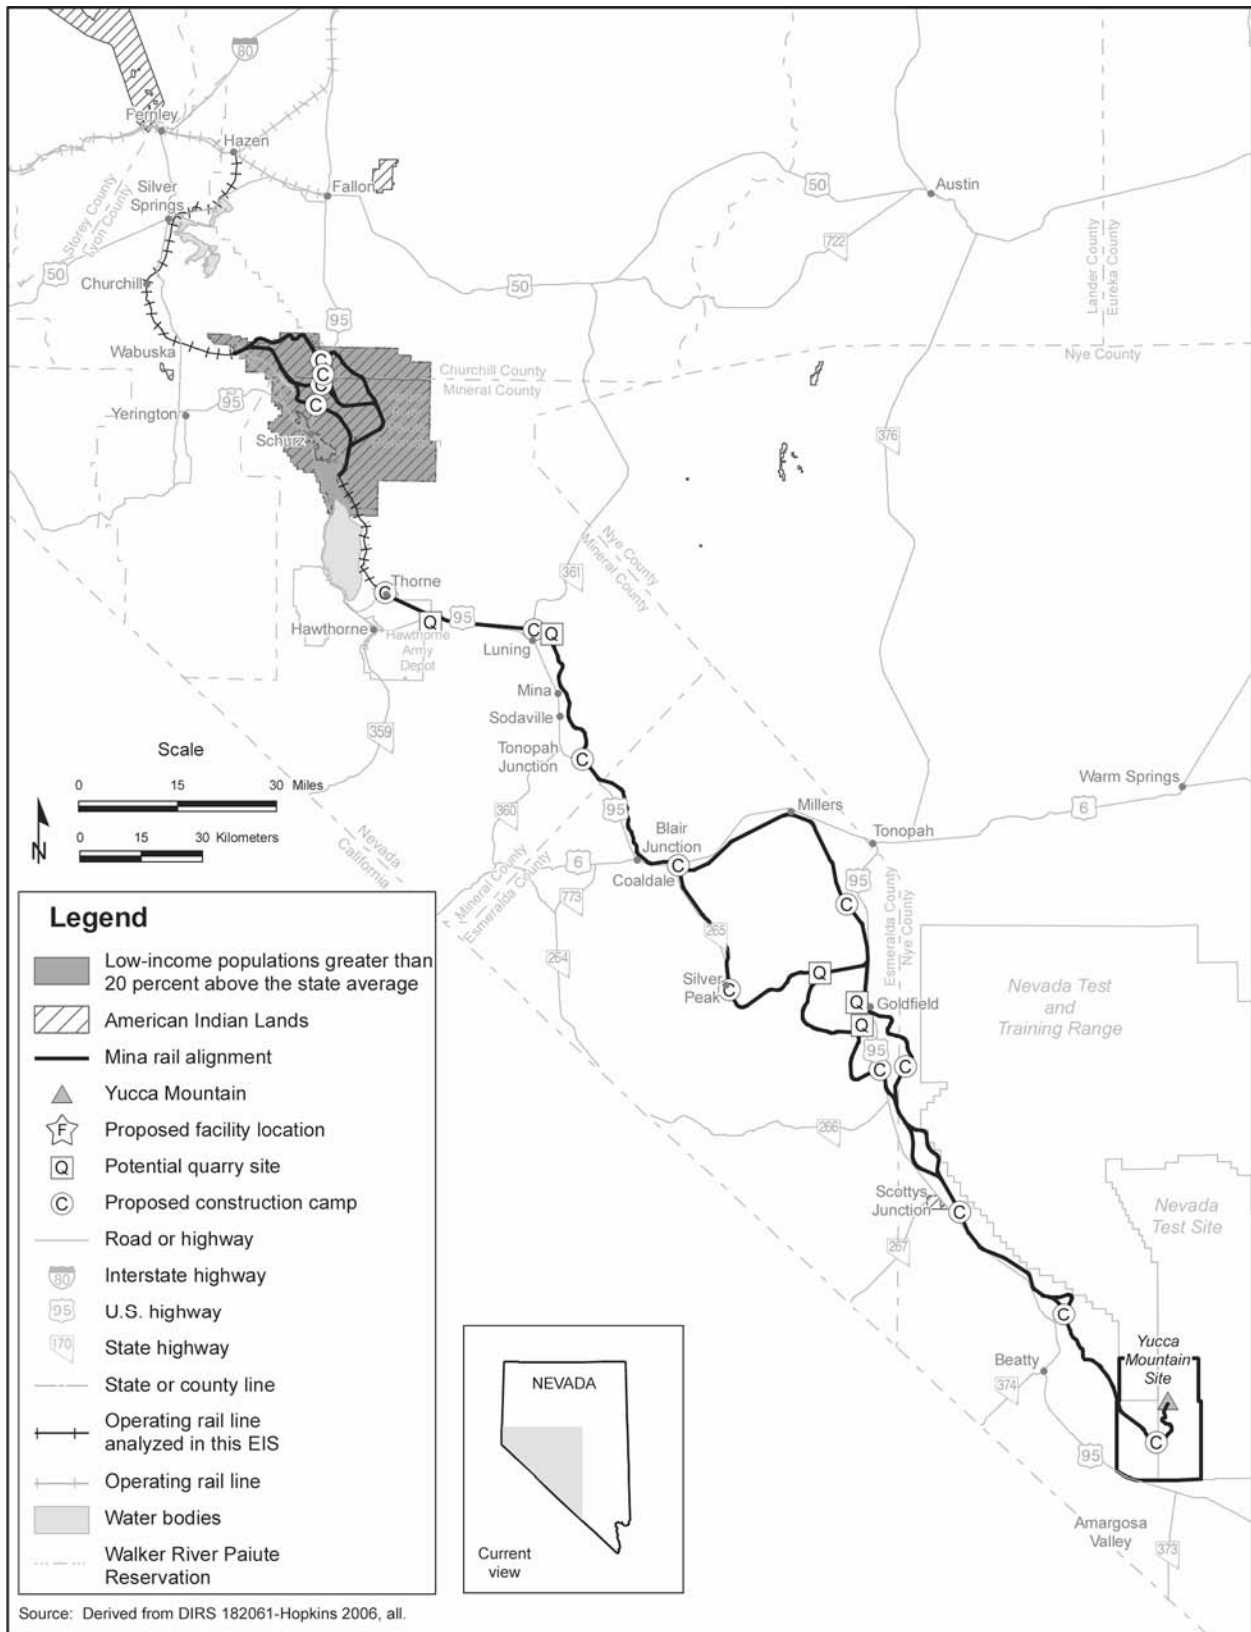 80
Fernley
Hazen
Silver
Springs
Fallon
50
Austin
Storey County
Lyon County
722
50
Churchill
50
Lander County
Eureka County
95
Wabuska
Nye County
Churchill County
Mineral County
C
C
C
C
Yerington
95
Schurz
376
Nye County
Mineral County
361
C
Thorne
Q
95
C
Q
Hawthorne
Hawthorne
Army
Depot
Luning
Mina
Sodaville
359
Tonopah
Junction
C
Scale
0 15 30 Miles
0 15 30 Kilometers
N
Nevada
California
360
95
Millers
Warm Springs
6
Tonopah
Blair
Junction
6
C
Coaldale
Mineral County
Esmeralda County
773
95
C
Esmeralda County
Nye County
264
265
Silver
Peak
C
Q
Q
Goldfield
Q
95
C
C
Nevada Test
and
Training Range
266
Scottys
Junction
C
Nevada
Test Site
267
C
Yucca
Mountain
Site
Beatty
374
C
95
Amargosa
Valley
373
Legend
Low-income populations greater than
20 percent above the state average
American Indian Lands
Mina rail alignment
Yucca Mountain
F
Proposed facility location
Q
Potential quarry site
C
Proposed construction camp
Road or highway
80
Interstate highway
95
U.S. highway
170
State highway
State or county line
Operating rail line
analyzed in this EIS
Operating rail line
Water bodies
Walker River Paiute
Reservation
NEVADA
Current
view
Source: Derived from DIRS 182061-Hopkins 2006, all.